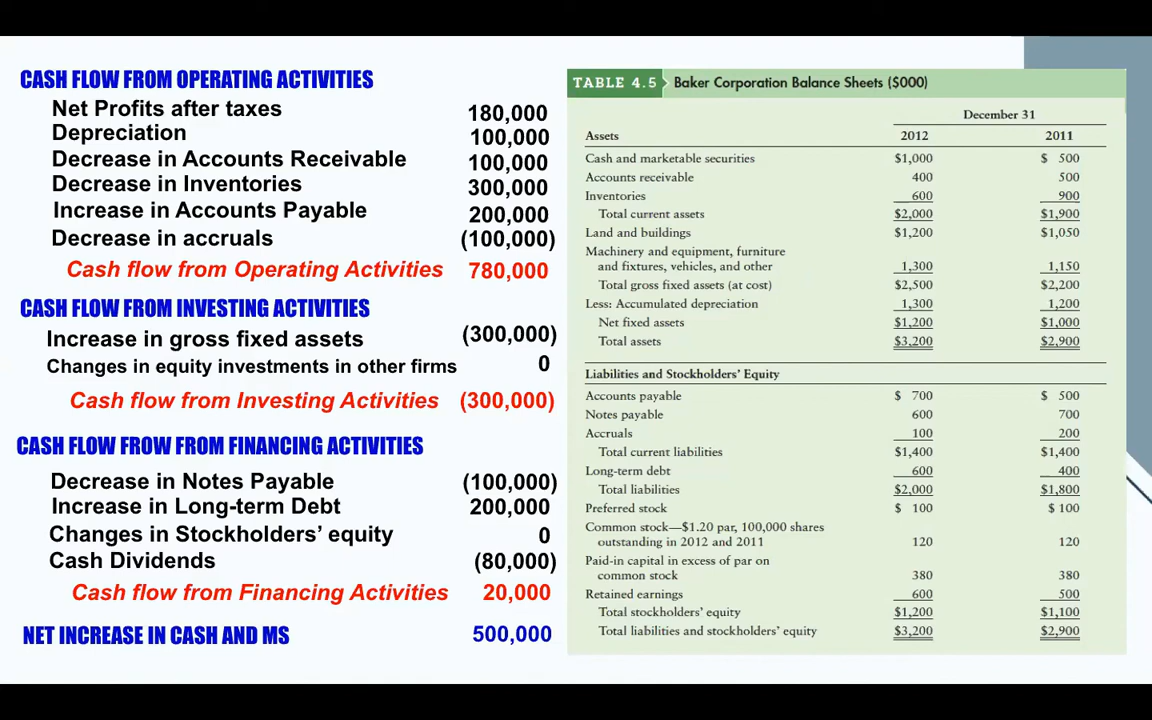 CASH FLOW FROM OPERATING ACTIVITIES
Net Profits after taxes 180,000
Depreciation 100,000
Decrease in Accounts Receivable 100,000
Decrease in Inventories 300,000
Increase in Accounts Payable 200,000
Decrease in accruals (100,000)
Cash flow from Operating Activities 780,000
CASH FLOW FROM INVESTING ACTIVITIES
Increase in gross fixed assets (300,000)
Changes in equity investments in other firms 0
Cash flow from Investing Activities (300,000)
CASH FLOW FROW FROM FINANCING ACTIVITIES
Decrease in Notes Payable (100,000)
Increase in Long-term Debt 200,000
Changes in Stockholders' equity 0
Cash Dividends (80,000)
Cash flow from Financing Activities 20,000
NET INCREASE IN CASH AND MS 500,000
TABLE 4.5 Baker Corporation Balance Sheets ($000)
December 31
Assets 2012 2011
Cash and marketable securities $1,000 $ 500
Accounts receivable 400 500
Inventories 600 900
Total current assets $2,000 $1,900
Land and buildings $1,200 $1,050
Machinery and equipment, furniture
and fixtures, vehicles, and other 1,300 1,150
Total gross fixed assets (at cost) $2,500 $2,200
Less: Accumulated depreciation 1,300 1,200
Net fixed assets $1,200 $1,000
Total assets $3,200 $2,900
Liabilities and Stockholders' Equity
Accounts payable $ 700 $ 500
Notes payable 600 700
Accruals 100 200
Total current liabilities $1,400 $1,400
Long-term debt 600 400
Total liabilities $2,000 $1,800
Preferred stock $ 100 $ 100
Common stock—$1.20 par, 100,000 shares
outstanding in 2012 and 2011 120 120
Paid-in capital in excess of par on
common stock 380 380
Retained earnings 600 500
Total stockholders' equity $1,200 $1,100
Total liabilities and stockholders' equity $3,200 $2,900